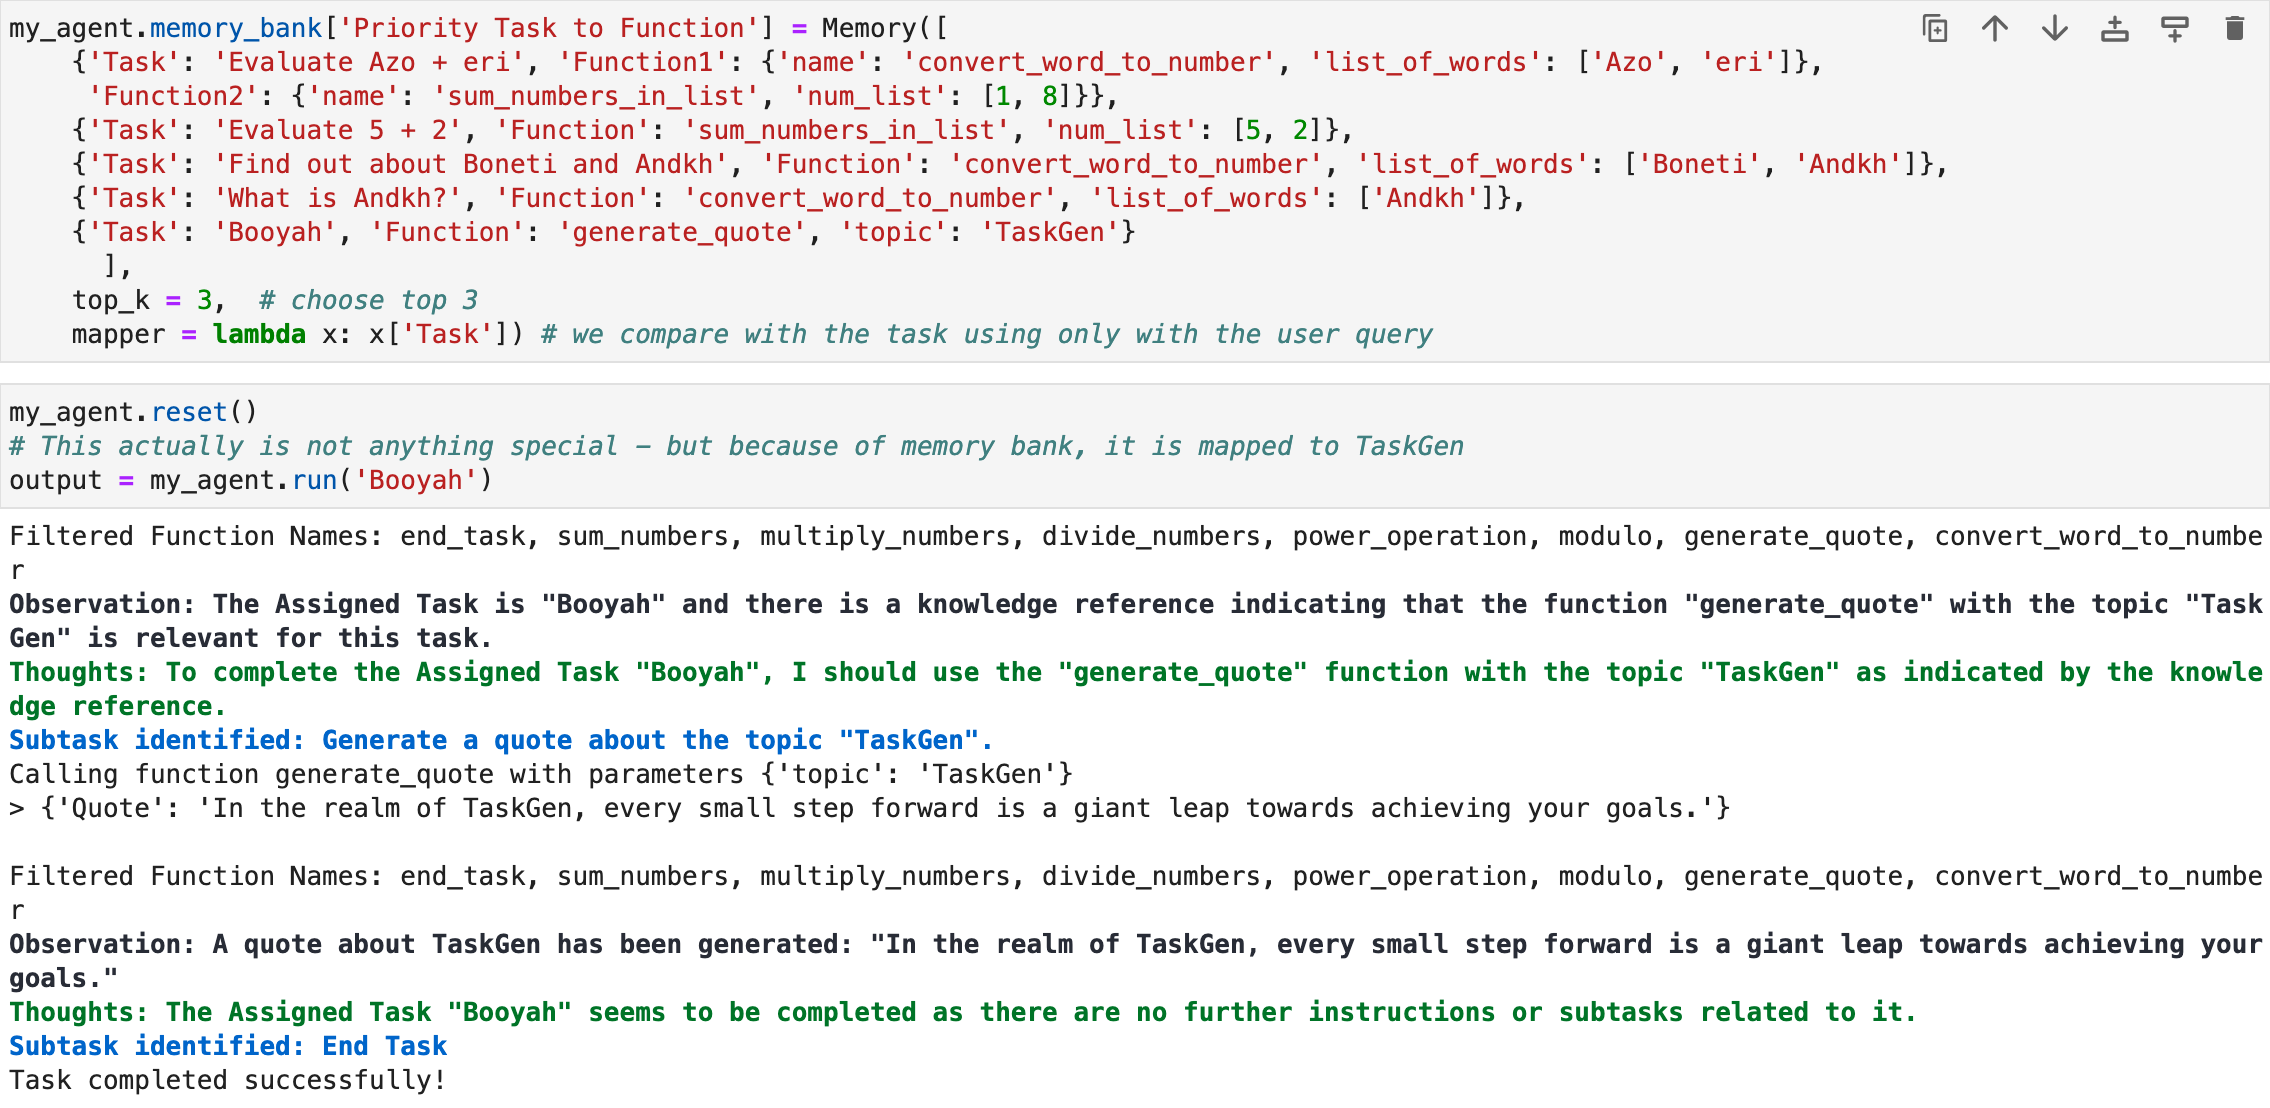 my_agent.memory_bank['Priority Task to Function'] = Memory([
    {'Task': 'Evaluate Azo + eri', 'Function1': {'name': 'convert_word_to_number', 'list_of_words': ['Azo', 'eri']},
     'Function2': {'name': 'sum_numbers_in_list', 'num_list': [1, 8]}},
    {'Task': 'Evaluate 5 + 2', 'Function': 'sum_numbers_in_list', 'num_list': [5, 2]},
    {'Task': 'Find out about Boneti and Andkh', 'Function': 'convert_word_to_number', 'list_of_words': ['Boneti', 'Andkh']},
    {'Task': 'What is Andkh?', 'Function': 'convert_word_to_number', 'list_of_words': ['Andkh']},
    {'Task': 'Booyah', 'Function': 'generate_quote', 'topic': 'TaskGen'}
      ],
    top_k = 3,  # choose top 3
    mapper = lambda x: x['Task']) # we compare with the task using only with the user query
my_agent.reset()
# This actually is not anything special – but because of memory bank, it is mapped to TaskGen
output = my_agent.run('Booyah')
Filtered Function Names: end_task, sum_numbers, multiply_numbers, divide_numbers, power_operation, modulo, generate_quote, convert_word_to_numbe
r
Observation: The Assigned Task is "Booyah" and there is a knowledge reference indicating that the function "generate_quote" with the topic "Task
Gen" is relevant for this task.
Thoughts: To complete the Assigned Task "Booyah", I should use the "generate_quote" function with the topic "TaskGen" as indicated by the knowle
dge reference.
Subtask identified: Generate a quote about the topic "TaskGen".
Calling function generate_quote with parameters {'topic': 'TaskGen'}
> {'Quote': 'In the realm of TaskGen, every small step forward is a giant leap towards achieving your goals.'}
Filtered Function Names: end_task, sum_numbers, multiply_numbers, divide_numbers, power_operation, modulo, generate_quote, convert_word_to_numbe
r
Observation: A quote about TaskGen has been generated: "In the realm of TaskGen, every small step forward is a giant leap towards achieving your
goals."
Thoughts: The Assigned Task "Booyah" seems to be completed as there are no further instructions or subtasks related to it.
Subtask identified: End Task
Task completed successfully!